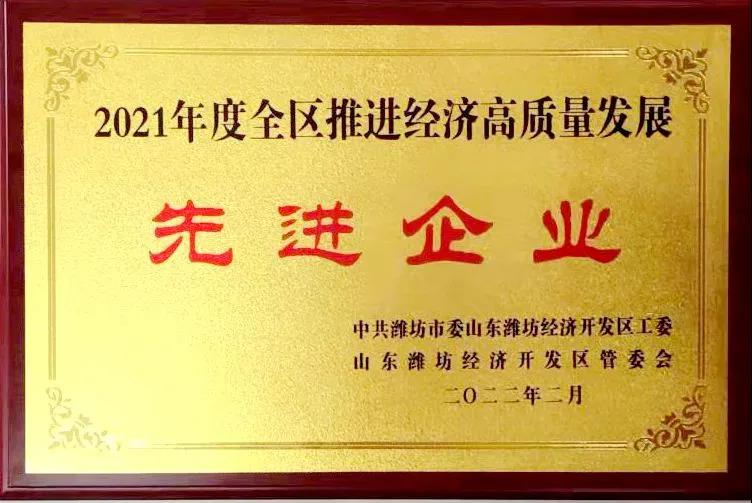 2021年度全区推进经济高质量发展
先进企业
中共潍坊市委山东潍坊经济开发区工委
山东潍坊经济开发区管委会
二〇二二年二月